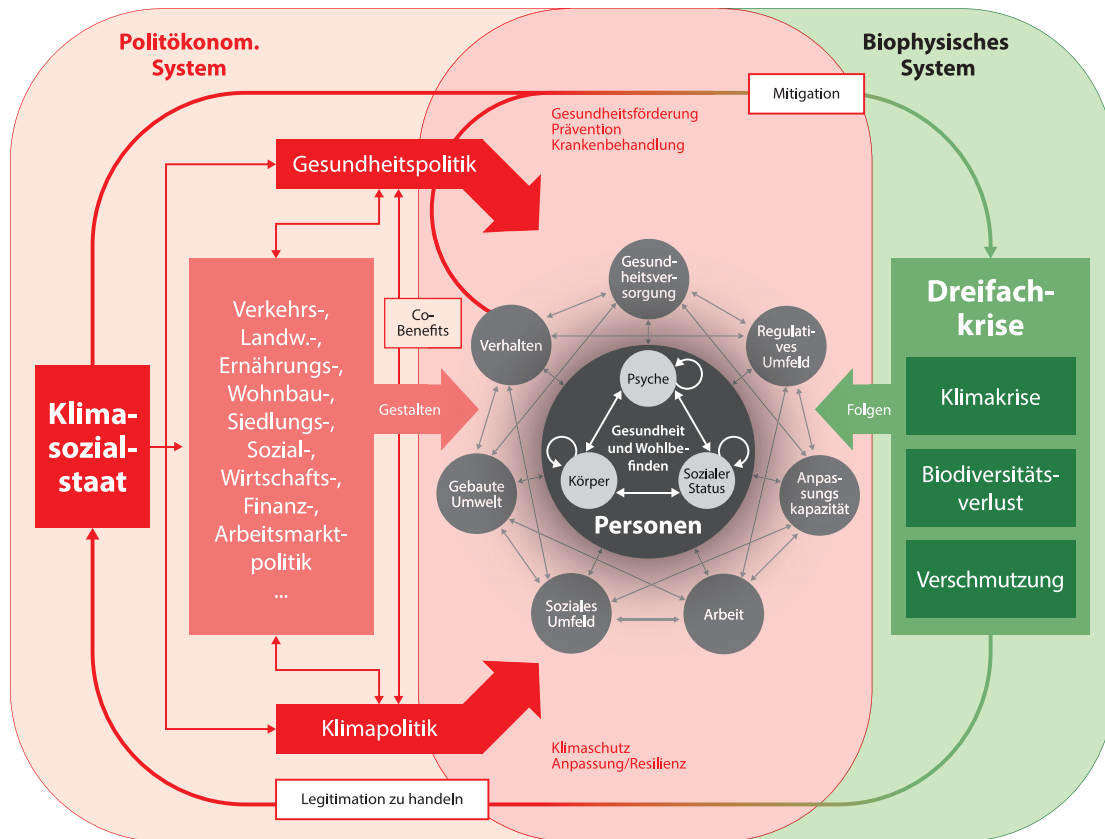 Politökonom.
System
Biophysisches
System
Mitigation
Gesundheitsförderung
Prävention
Krankenbehandlung
Gesundheitspolitik
Gesund-
heitsver-
sorgung
Verhalten
Regulati-
ves
Umfeld
Co-
Benefits
Verkehrs-,
Landw.-,
Ernährungs-,
Wohnbau-,
Siedlungs-,
Sozial-,
Wirtschafts-,
Finanz-,
Arbeitsmarkt-
politik
...
Klima-
sozial-
staat
Gestalten
Psyche
Gesundheit
und Wohlbe-
finden
Körper
Sozialer
Status
Personen
Gebaute
Umwelt
Anpas-
sungs
kapazität
Soziales
Umfeld
Arbeit
Folgen
Dreifach-
krise
Klimakrise
Biodiversitäts-
verlust
Verschmutzung
Klimapolitik
Klimaschutz
Anpassung/Resilienz
Legitimation zu handeln